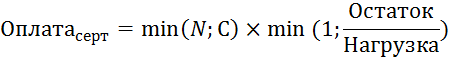 Оплата_серт = min(N; C) × min (1; Остаток/Нагрузка)